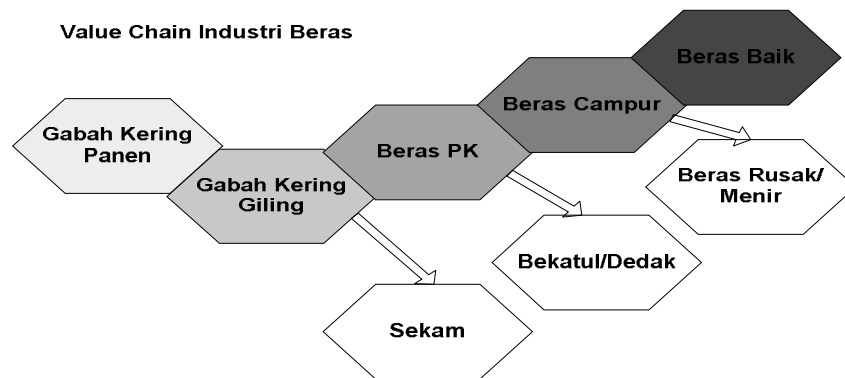 Value Chain Industri Beras
Gabah Kering
Panen
Gabah Kering
Giling
Beras PK
Beras Campur
Beras Baik
Beras Rusak/
Menir
Bekatul/Dedak
Sekam